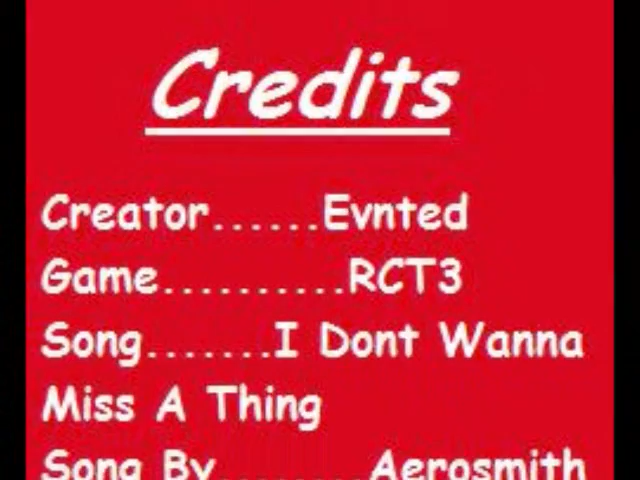 Credits
Creator......Evnted
Game..........RCT3
Song.......I Dont Wanna
Miss A Thing
Song By........Aerosmith